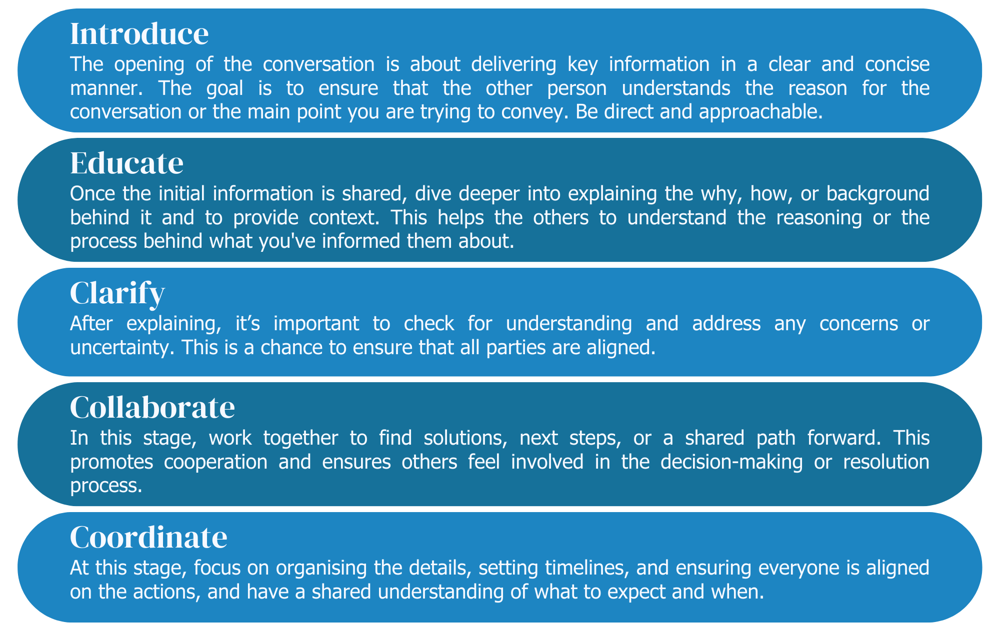 Introduce
The opening of the conversation is about delivering key information in a clear and concise
manner. The goal is to ensure that the other person understands the reason for the
conversation or the main point you are trying to convey. Be direct and approachable.
Educate
Once the initial information is shared, dive deeper into explaining the why, how, or background
behind it and to provide context. This helps the others to understand the reasoning or the
process behind what you've informed them about.
Clarify
After explaining, it’s important to check for understanding and address any concerns or
uncertainty. This is a chance to ensure that all parties are aligned.
Collaborate
In this stage, work together to find solutions, next steps, or a shared path forward. This
promotes cooperation and ensures others feel involved in the decision-making or resolution
process.
Coordinate
At this stage, focus on organising the details, setting timelines, and ensuring everyone is aligned
on the actions, and have a shared understanding of what to expect and when.